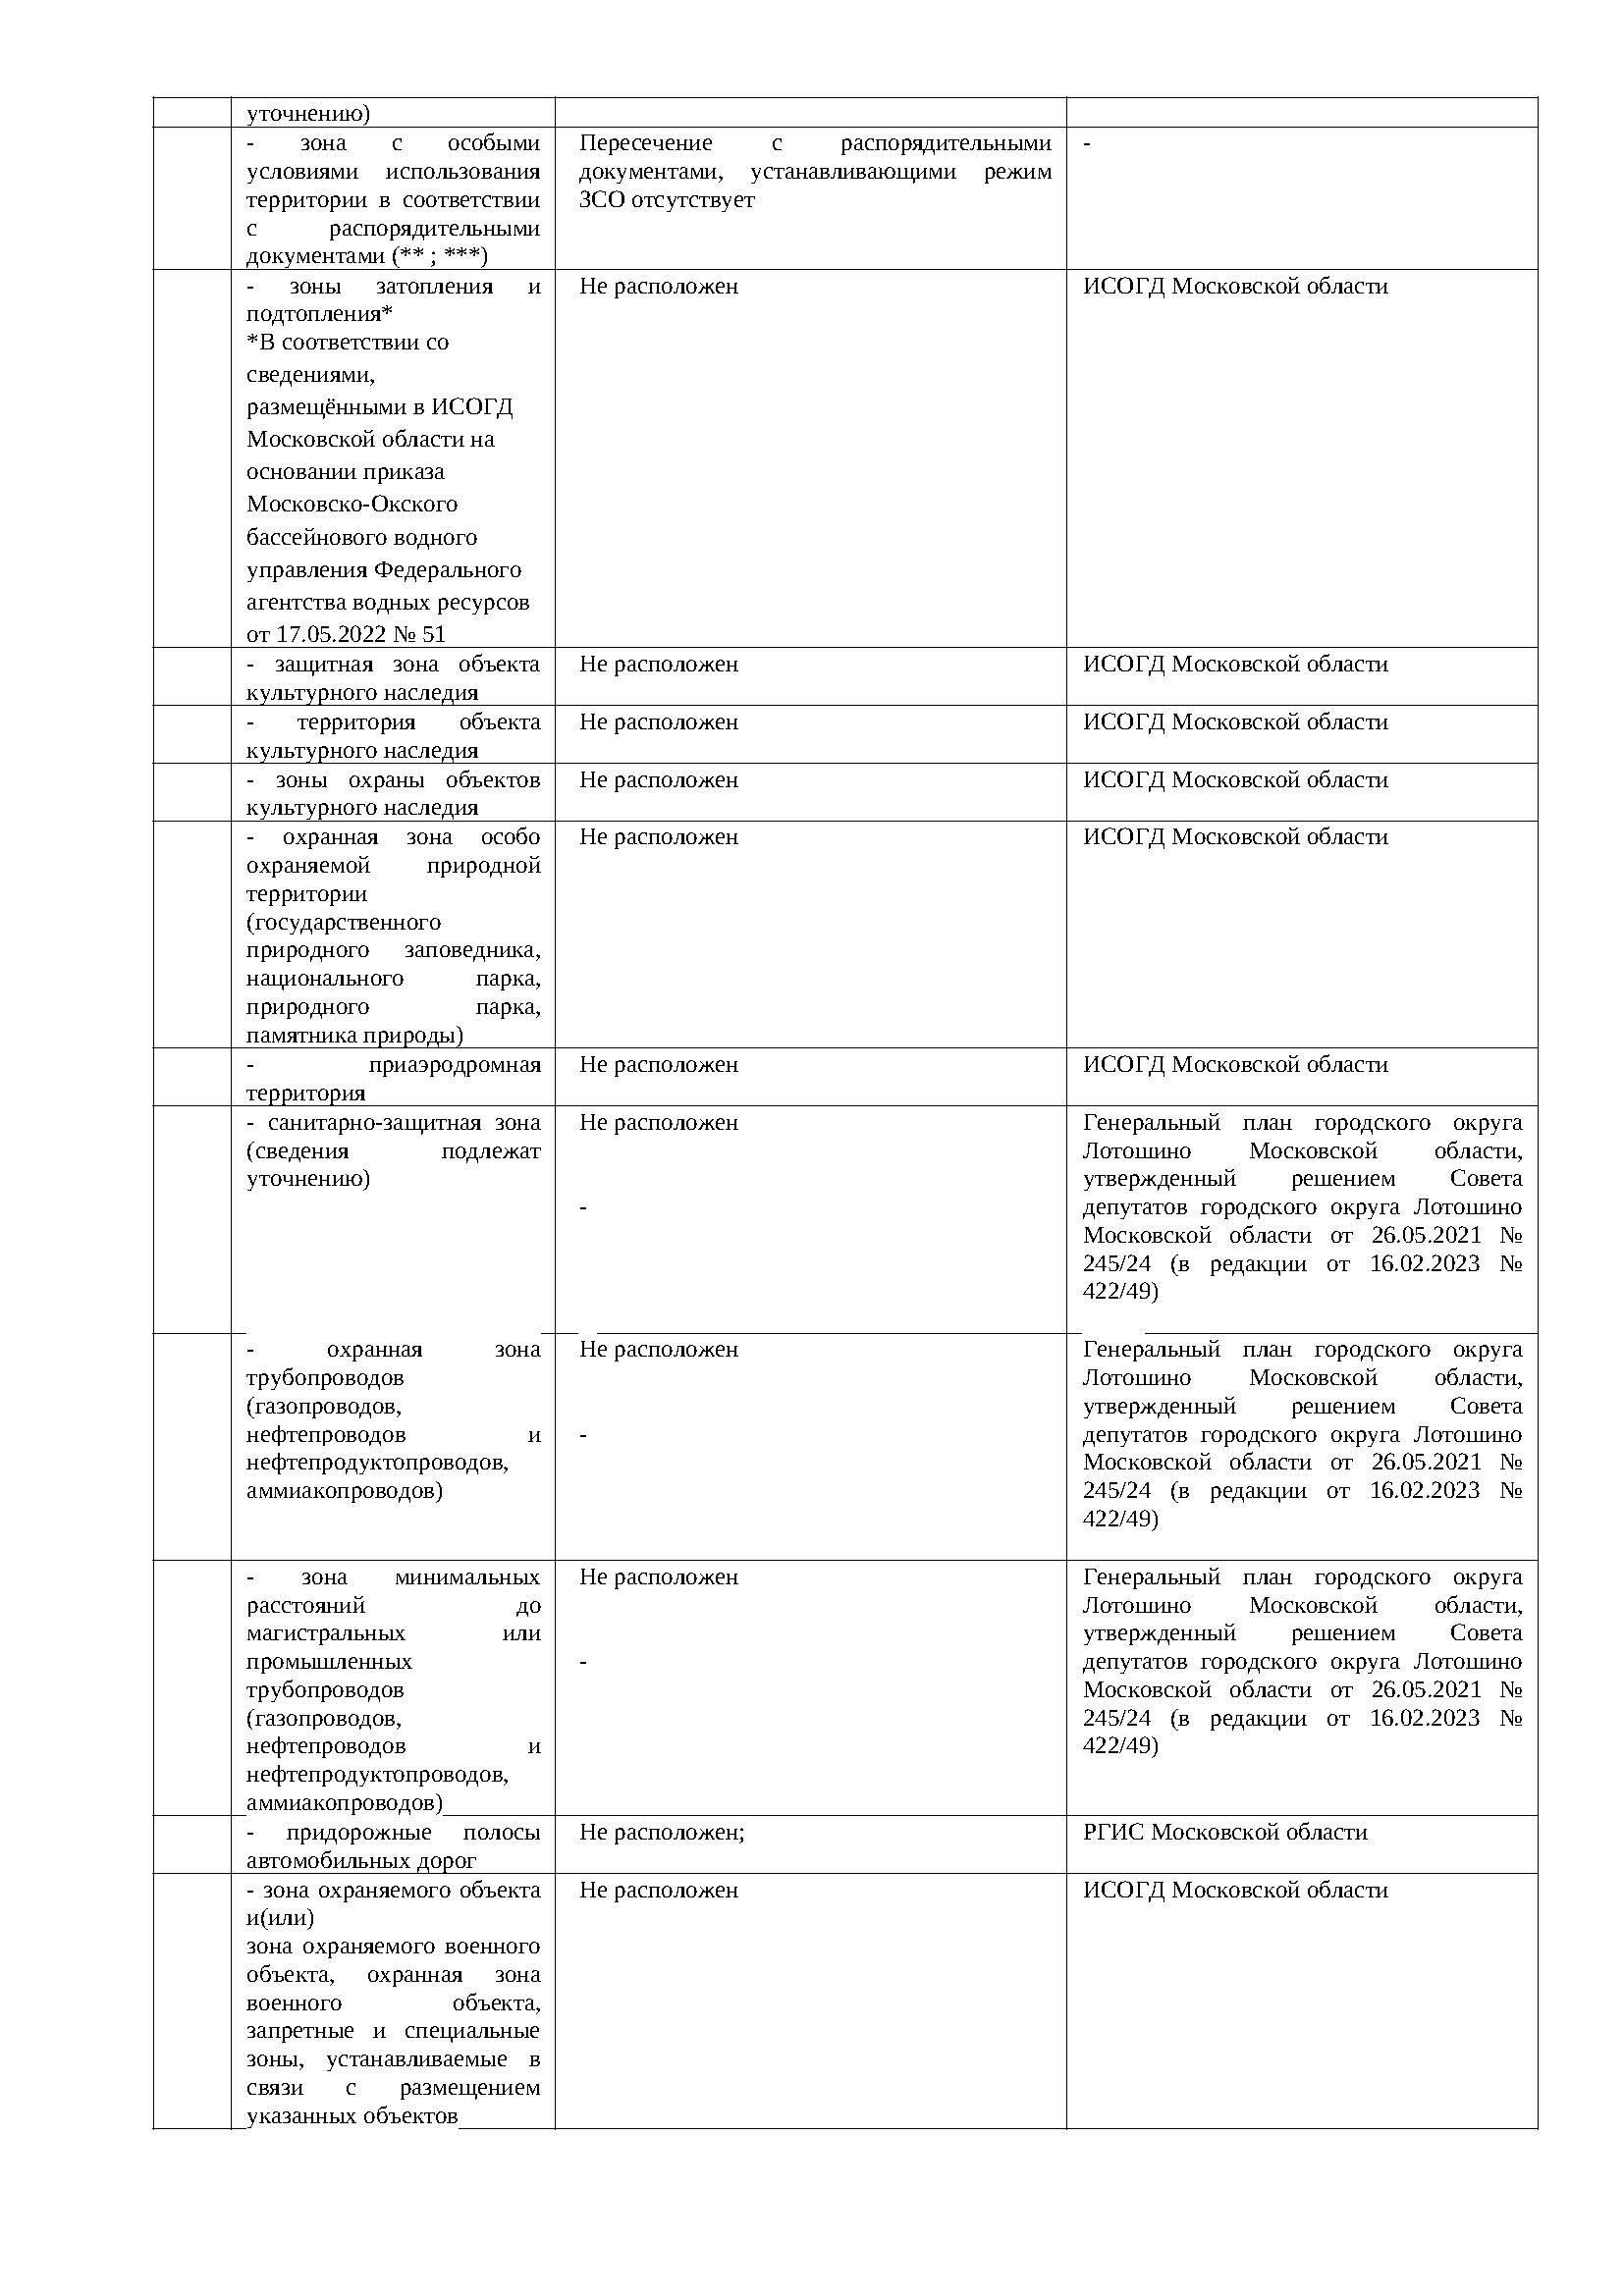 уточнению)
- зона с особыми
условиями использования
территории в соответствии
с распорядительными
документами (** ; ***)
Пересечение с распорядительными
документами, устанавливающими режим
ЗСО отсутствует
-
- зоны затопления и
подтопления*
*В соответствии со
сведениями,
размещёнными в ИСОГД
Московской области на
основании приказа
Московско-Окского
бассейнового водного
управления Федерального
агентства водных ресурсов
от 17.05.2022 № 51
Не расположен
ИСОГД Московской области
- защитная зона объекта
культурного наследия
Не расположен
ИСОГД Московской области
- территория объекта
культурного наследия
Не расположен
ИСОГД Московской области
- зоны охраны объектов
культурного наследия
Не расположен
ИСОГД Московской области
- охранная зона особо
охраняемой природной
территории
(государственного
природного заповедника,
национального парка,
природного парка,
памятника природы)
Не расположен
ИСОГД Московской области
- приаэродромная
территория
Не расположен
ИСОГД Московской области
- санитарно-защитная зона
(сведения подлежат
уточнению)
Не расположен
-
Генеральный план городского округа
Лотошино Московской области,
утвержденный решением Совета
депутатов городского округа Лотошино
Московской области от 26.05.2021 №
245/24 (в редакции от 16.02.2023 №
422/49)
- охранная зона
трубопроводов
(газопроводов,
нефтепроводов и
нефтепродуктопроводов,
аммиакопроводов)
Не расположен
-
Генеральный план городского округа
Лотошино Московской области,
утвержденный решением Совета
депутатов городского округа Лотошино
Московской области от 26.05.2021 №
245/24 (в редакции от 16.02.2023 №
422/49)
- зона минимальных
расстояний до
магистральных или
промышленных
трубопроводов
(газопроводов,
нефтепроводов и
нефтепродуктопроводов,
аммиакопроводов)
Не расположен
-
Генеральный план городского округа
Лотошино Московской области,
утвержденный решением Совета
депутатов городского округа Лотошино
Московской области от 26.05.2021 №
245/24 (в редакции от 16.02.2023 №
422/49)
- придорожные полосы
автомобильных дорог
Не расположен;
РГИС Московской области
- зона охраняемого объекта
и(или)
зона охраняемого военного
объекта, охранная зона
военного объекта,
запретные и специальные
зоны, устанавливаемые в
связи с размещением
указанных объектов
Не расположен
ИСОГД Московской области